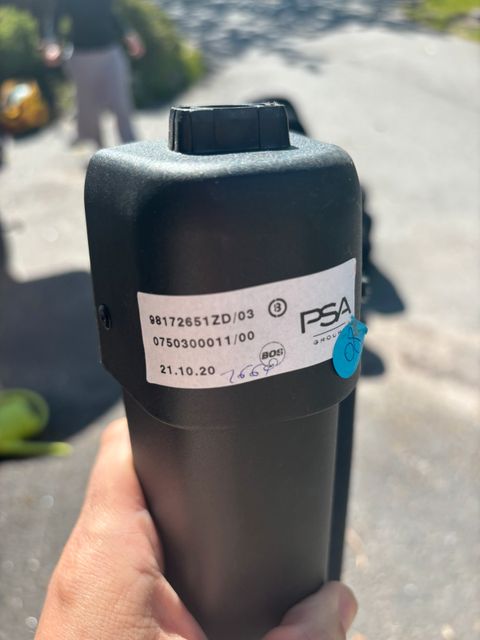 98172651ZD/03
B
PSA
GROUPE
0750300011/00
BOS
21.10.20